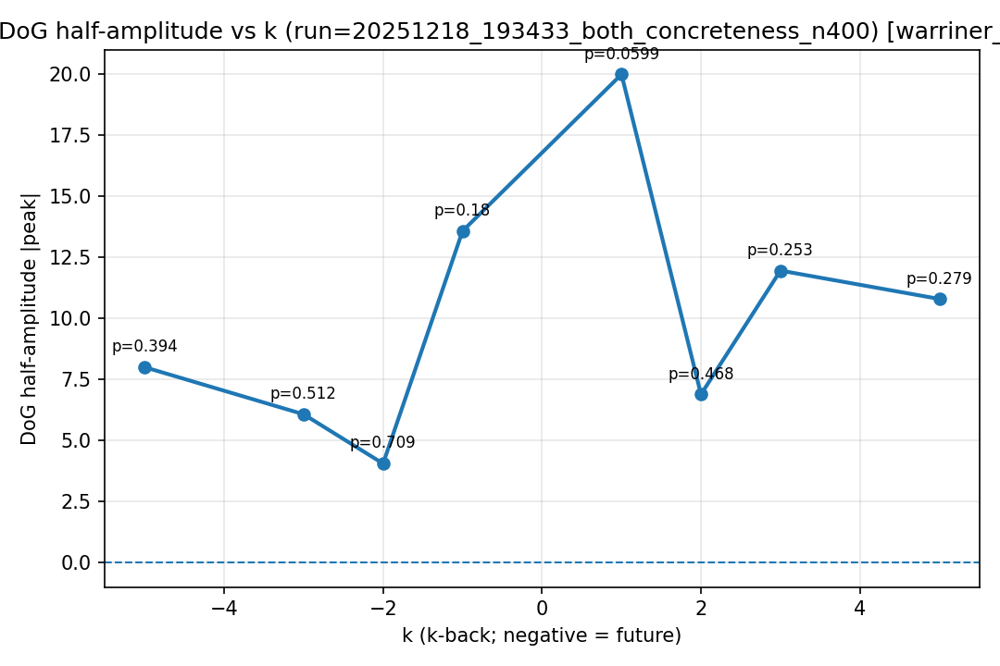 DoG half-amplitude vs k (run=20251218_193433_both_concreteness_n400) [warriner_
p=0.0599
20.0
17.5
15.0
p=0.18
12.5
p=0.253
p=0.279
10.0
p=0.394
7.5
p=0.468
p=0.512
5.0
p=0.709
2.5
0.0
DoG half-amplitude |peak|
−4
−2
0
2
4
k (k-back; negative = future)